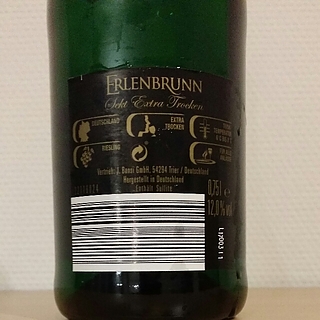 ERLENBRUNN
Sekt Extra Trocken
DEUTSCHLAND
EXTRA
TROCKEN
RIESLING
Vertrieb: J. Bansi GmbH, 54294 Trier / Deutschland
Hergestellt in Deutschland
Enthält Sulfite
0,75 l e
12,0% vol